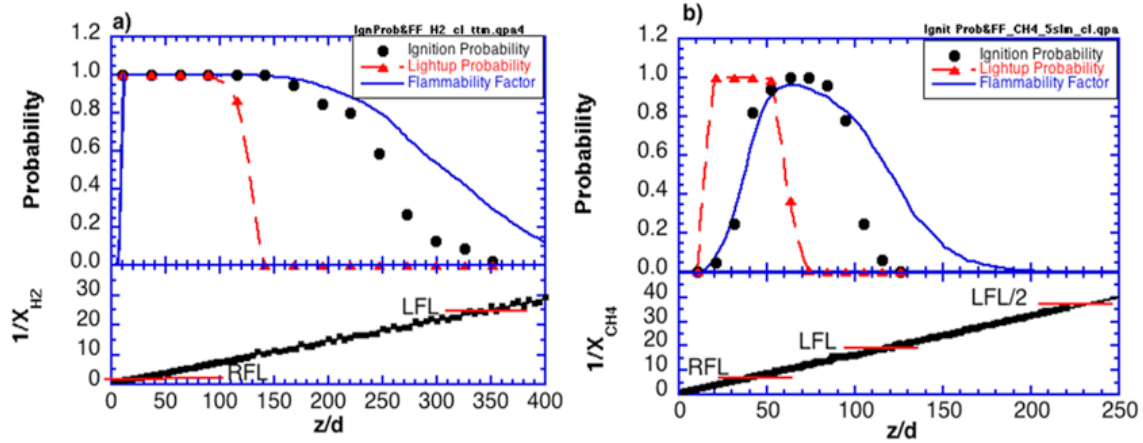 a)
IgnProb&FF_H2_cl_ttm.qpa4
Ignition Probability
Lightup Probability
Flammability Factor
Probability
1.2
1.0
0.8
0.6
0.4
0.2
0.0
1/X_H2
30
20
10
0
LFL
RFL
0 50 100 150 200 250 300 350 400
z/d
b)
Ignit Prob&FF_CH4_5slm_cl.qpa
Ignition Probability
Lightup Probability
Flammability Factor
Probability
1.2
1.0
0.8
0.6
0.4
0.2
0.0
1/X_CH4
40
30
20
10
0
LFL/2
LFL
RFL
0 50 100 150 200 250
z/d